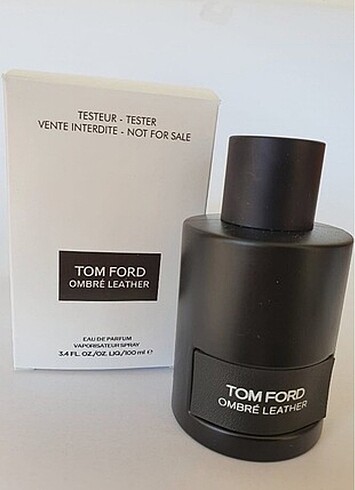 TESTEUR - TESTER
VENTE INTERDITE - NOT FOR SALE
TOM FORD
OMBRÉ LEATHER
EAU DE PARFUM
VAPORISATEUR SPRAY
3.4 FL. OZ./OZ. LIQ/100 ml ℮
TOM FORD
OMBRÉ LEATHER